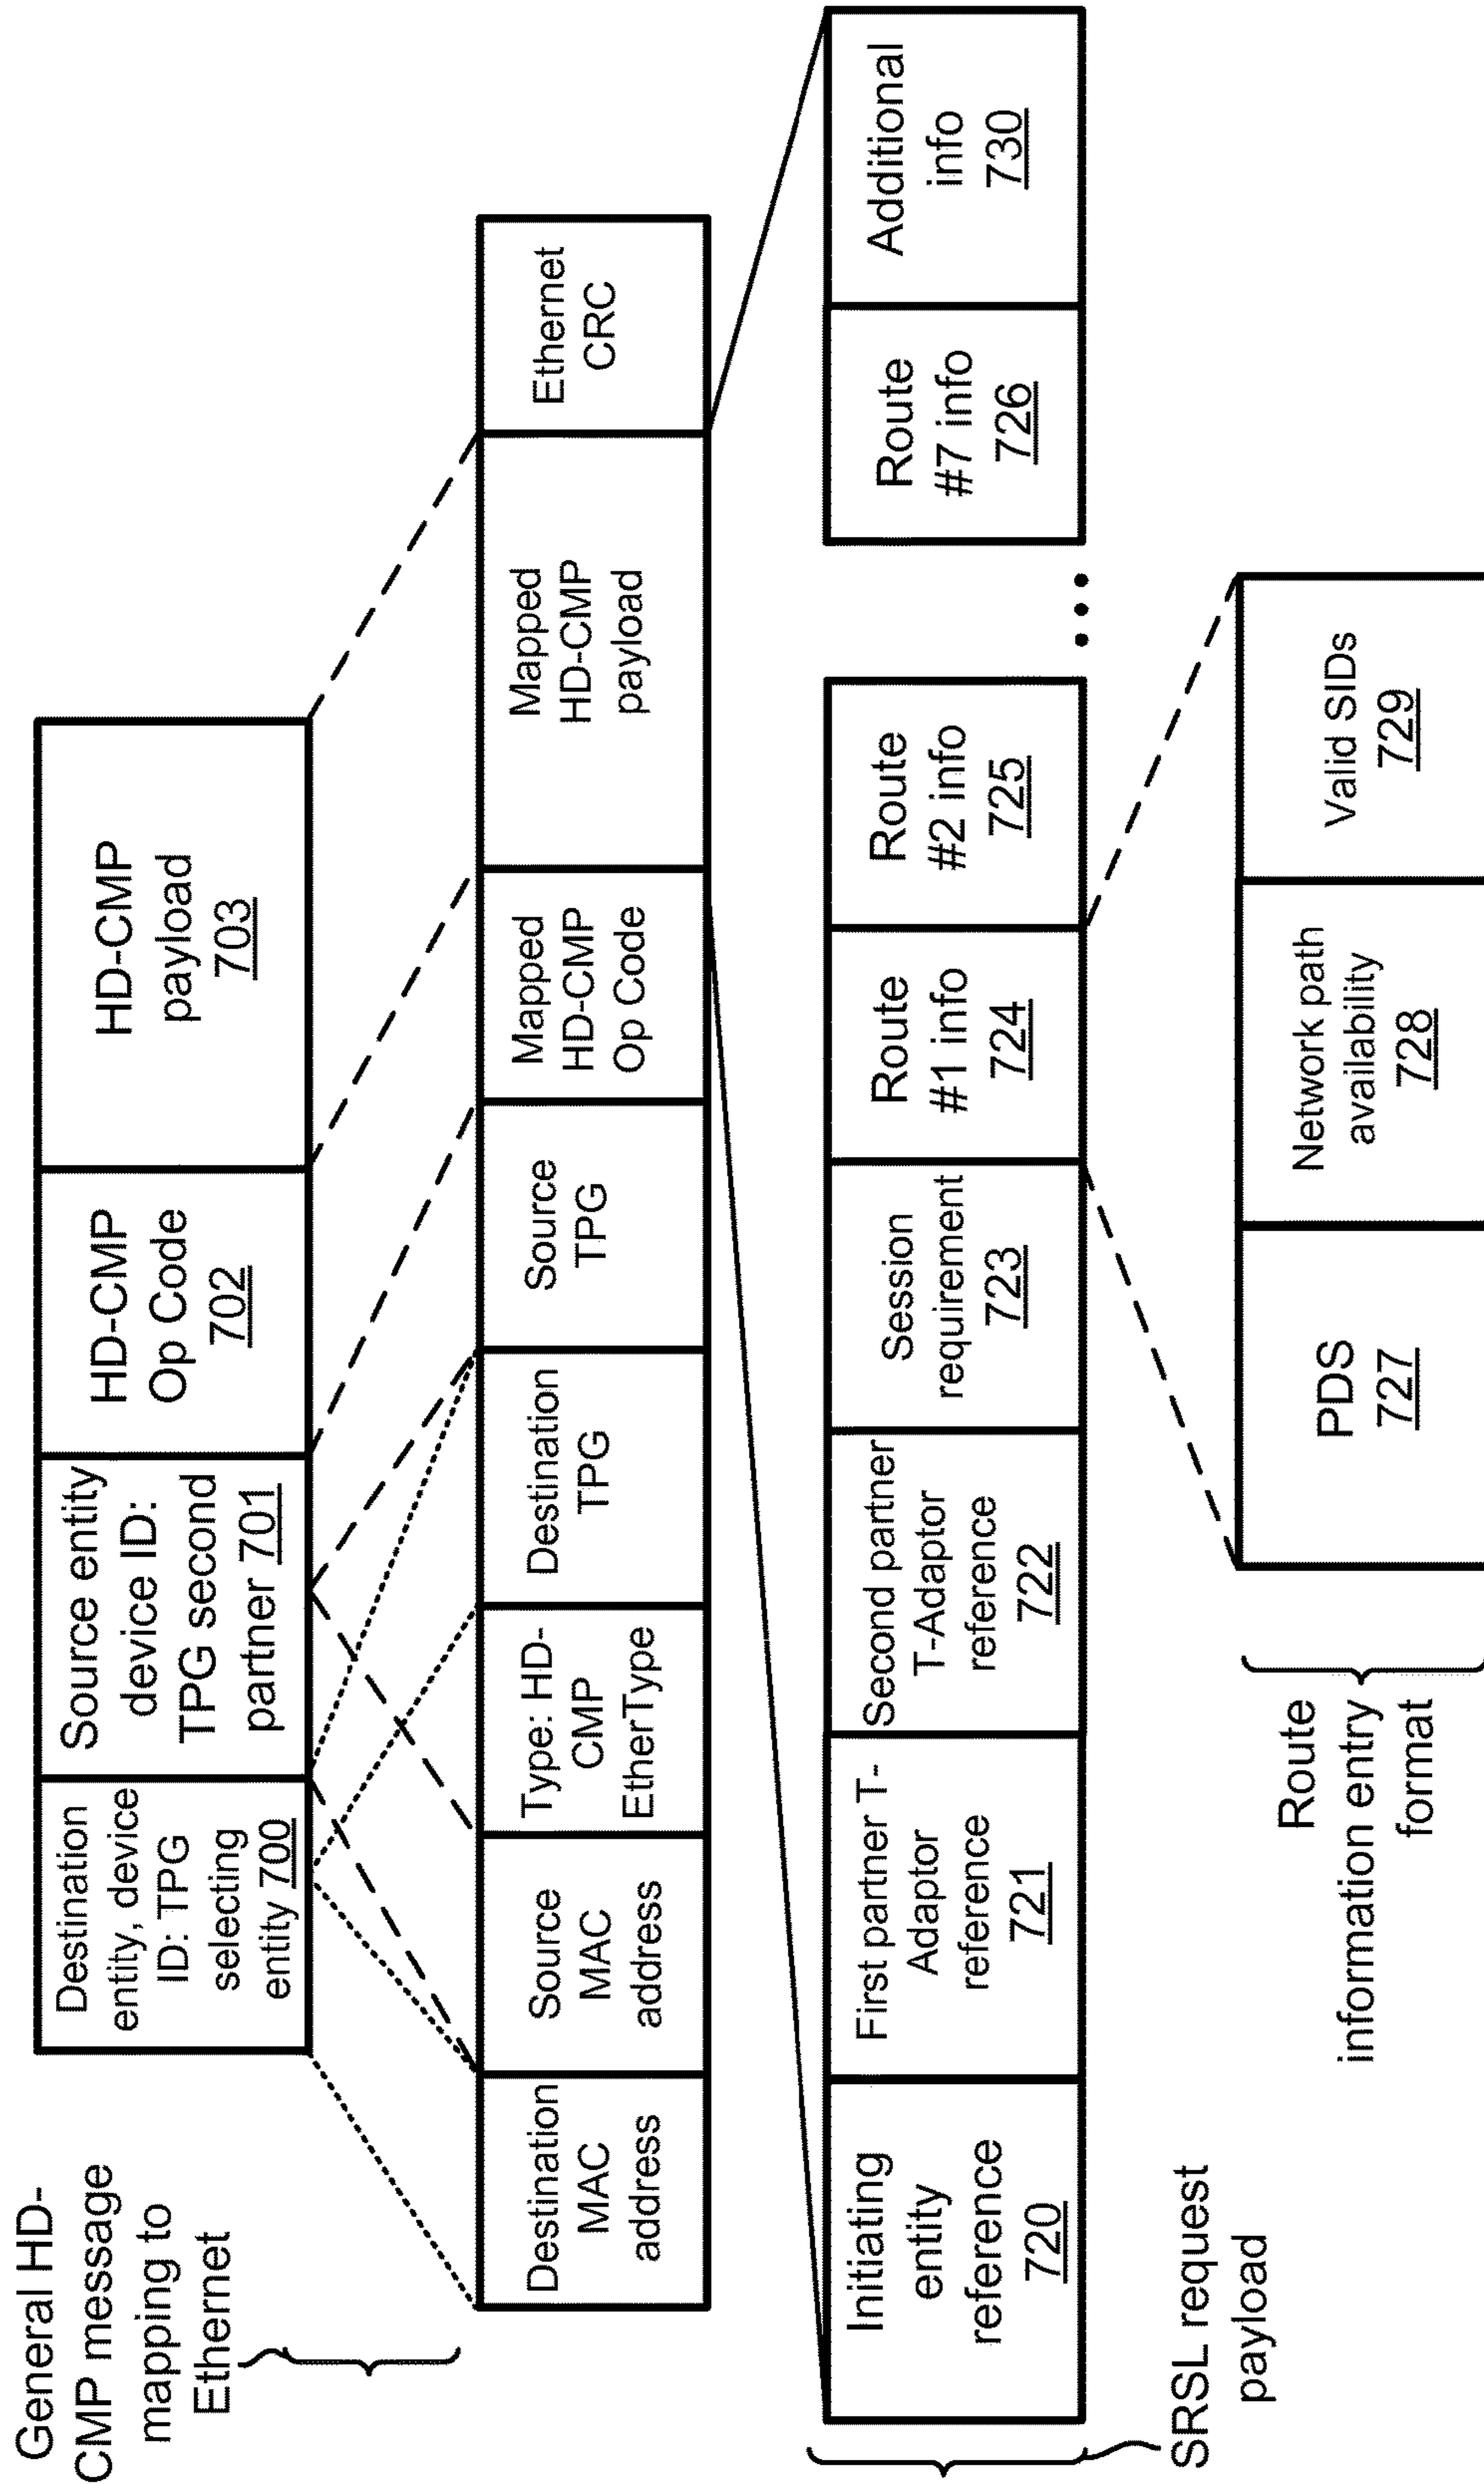 General HD-
CMP message
mapping to
Ethernet
Destination
entity, device
ID: TPG
selecting
entity 700
Source entity
device ID:
TPG second
partner 701
HD-CMP
Op Code
702
HD-CMP
payload
703
Destination
MAC
address
Source
MAC
address
Type: HD-
CMP
EtherType
Destination
TPG
Source
TPG
Mapped
HD-CMP
Op Code
Mapped
HD-CMP
payload
Ethernet
CRC
Initiating
entity
reference
720
First partner T-
Adaptor
reference
721
Second partner
T-Adaptor
reference
722
Session
requirement
723
Route
#1 info
724
Route
#2 info
725
...
Route
#7 info
726
Additional
info
730
SRSL request
payload
Route
information entry
format
PDS
727
Network path
availability
728
Valid SIDs
729